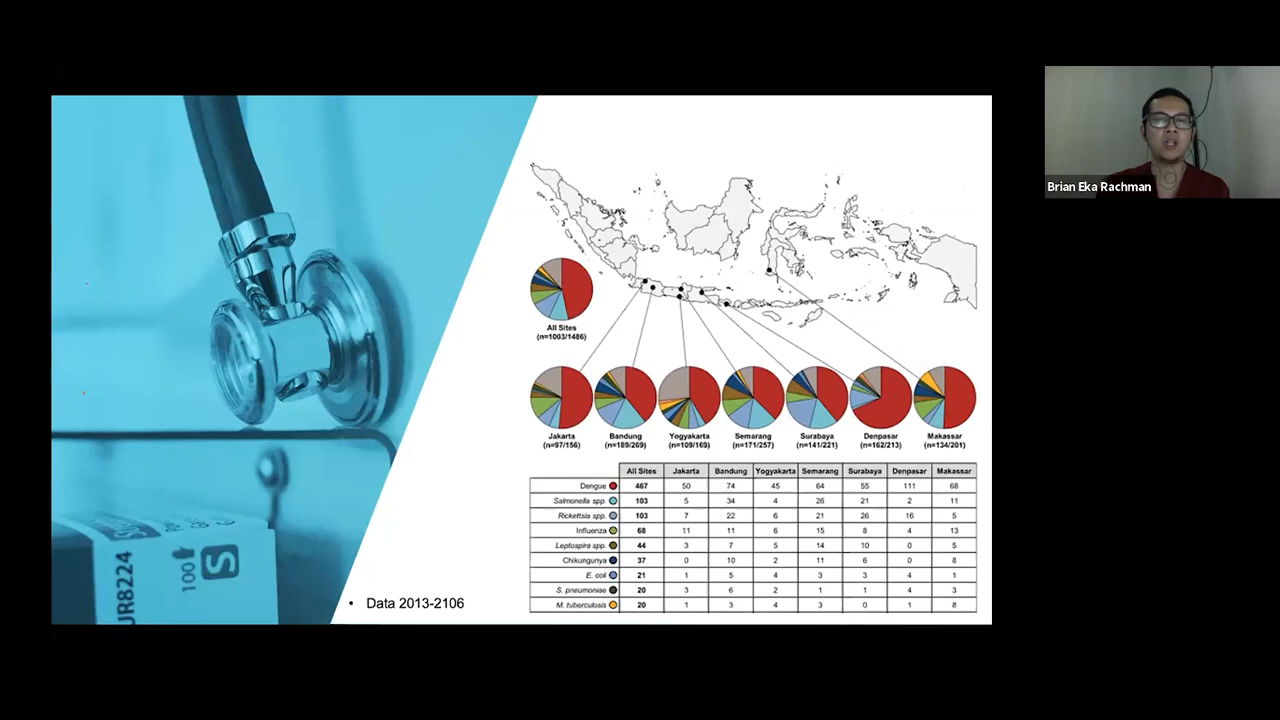 Brian Eka Rachman
All Sites
(n=1003/1486)
Jakarta
(n=97/156)
Bandung
(n=189/269)
Yogyakarta
(n=109/169)
Semarang
(n=171/257)
Surabaya
(n=141/221)
Denpasar
(n=162/213)
Makassar
(n=134/201)
All Sites Jakarta Bandung Yogyakarta Semarang Surabaya Denpasar Makassar
Dengue 467 50 74 45 64 55 111 68
Salmonella spp. 103 5 34 4 26 21 2 11
Rickettsia spp. 103 7 22 6 21 26 16 5
Influenza 68 11 11 6 15 8 4 13
Leptospira spp. 44 3 7 5 14 10 0 5
Chikungunya 37 0 10 2 11 6 0 8
E. coli 21 1 5 4 3 3 4 1
S. pneumoniae 20 3 6 2 1 1 4 3
M. tuberculosis 20 1 3 4 3 0 1 8
• Data 2013-2106
UR8224
100
S